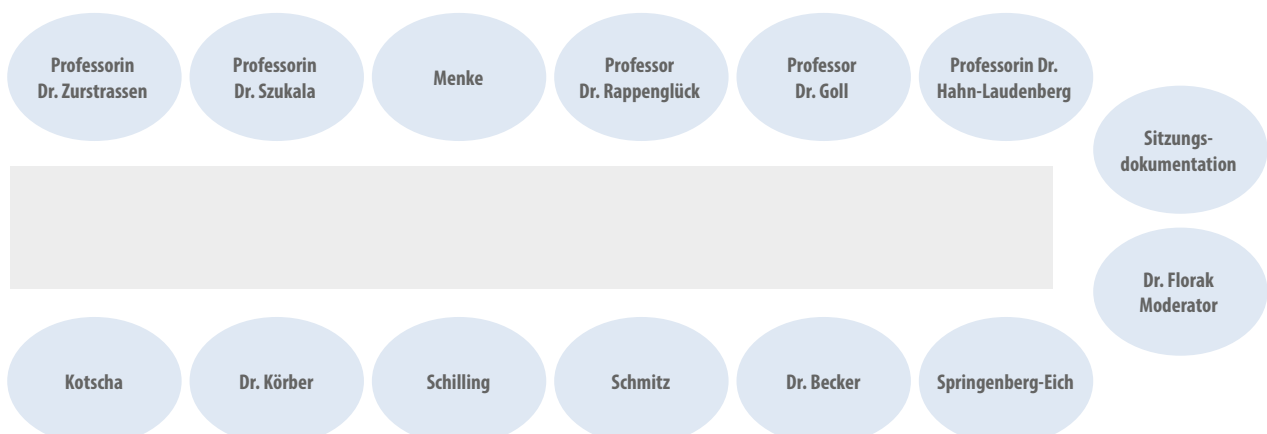 Professorin
Dr. Zurstrassen
Professorin
Dr. Szukala
Menke
Professor
Dr. Rappenglück
Professor
Dr. Goll
Professorin Dr.
Hahn-Laudenberg
Sitzungs-
dokumentation
Dr. Florak
Moderator
Kotscha
Dr. Körber
Schilling
Schmitz
Dr. Becker
Springenberg-Eich